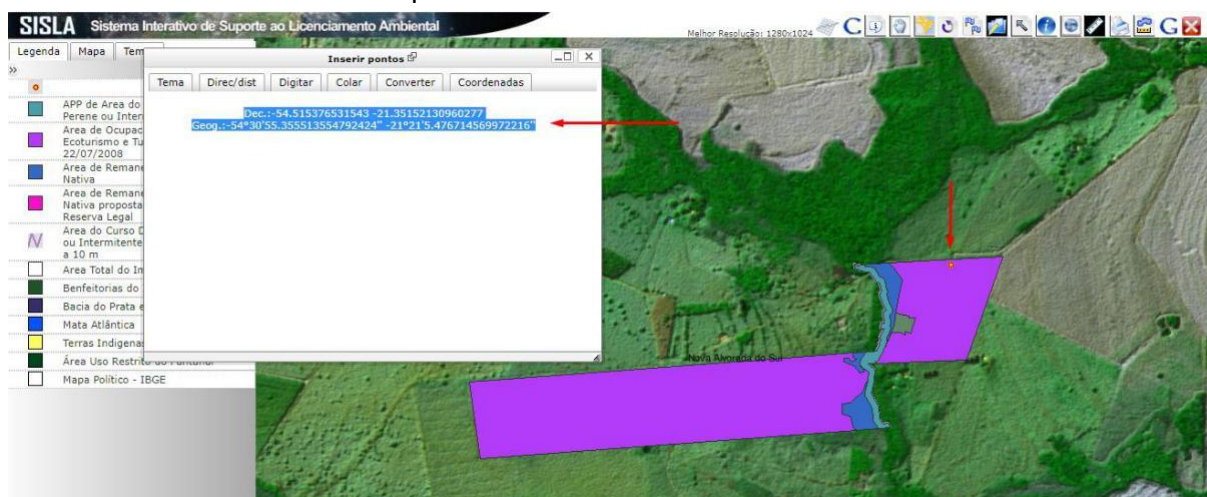 SISLA Sistema Interativo de Suporte ao Licenciamento Ambiental
Melhor Resolução: 1280x1024
Legenda Mapa Tem
»
Inserir pontos
Tema Direc/dist Digitar Colar Converter Coordenadas
Dec.:-54.515376531543 -21.35152130960277
Geog.:-54°30'55.355513554792424" -21°21'5.476714569972216"
APP de Area do
Perene ou Inter
Area de Ocupac
Ecoturismo e Tu
22/07/2008
Area de Remane
Nativa
Area de Remane
Nativa proposta
Reserva Legal
Area do Curso D
ou Intermitente
a 10 m
Area Total do Im
Benfeitorias do
Bacia do Prata e
Mata Atlântica
Terras Indigenas
Área Uso Restrito do Pantanal
Mapa Político - IBGE
Nova Alvorada do Sul